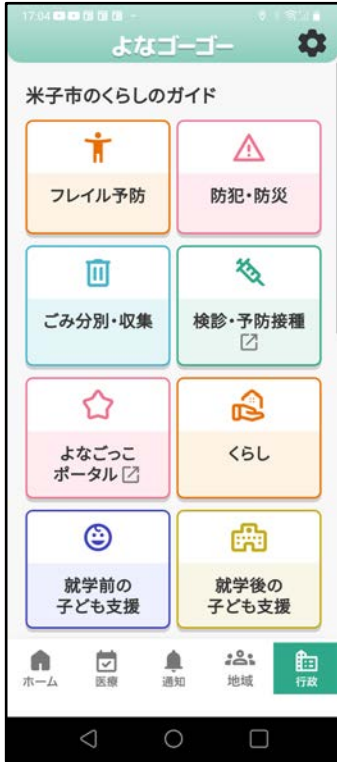 17:04
よなゴーゴー
米子市のくらしのガイド
フレイル予防
防犯・防災
ごみ分別・収集
検診・予防接種
よなごっこ
ポータル
くらし
就学前の
子ども支援
就学後の
子ども支援
ホーム
医療
通知
地域
行政